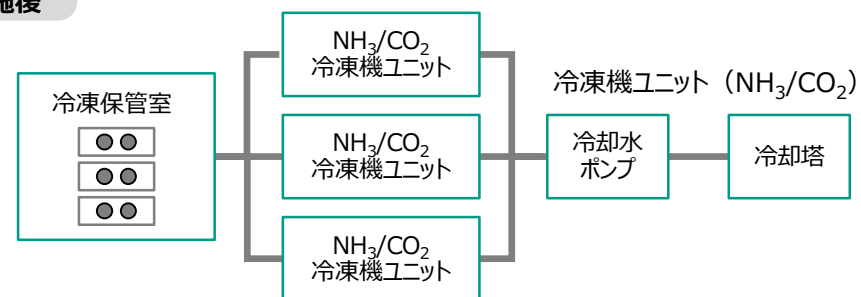 施後
冷凍保管室
NH₃/CO₂
冷凍機ユニット
NH₃/CO₂
冷凍機ユニット
NH₃/CO₂
冷凍機ユニット
冷凍機ユニット（NH₃/CO₂）
冷却水
ポンプ
冷却塔